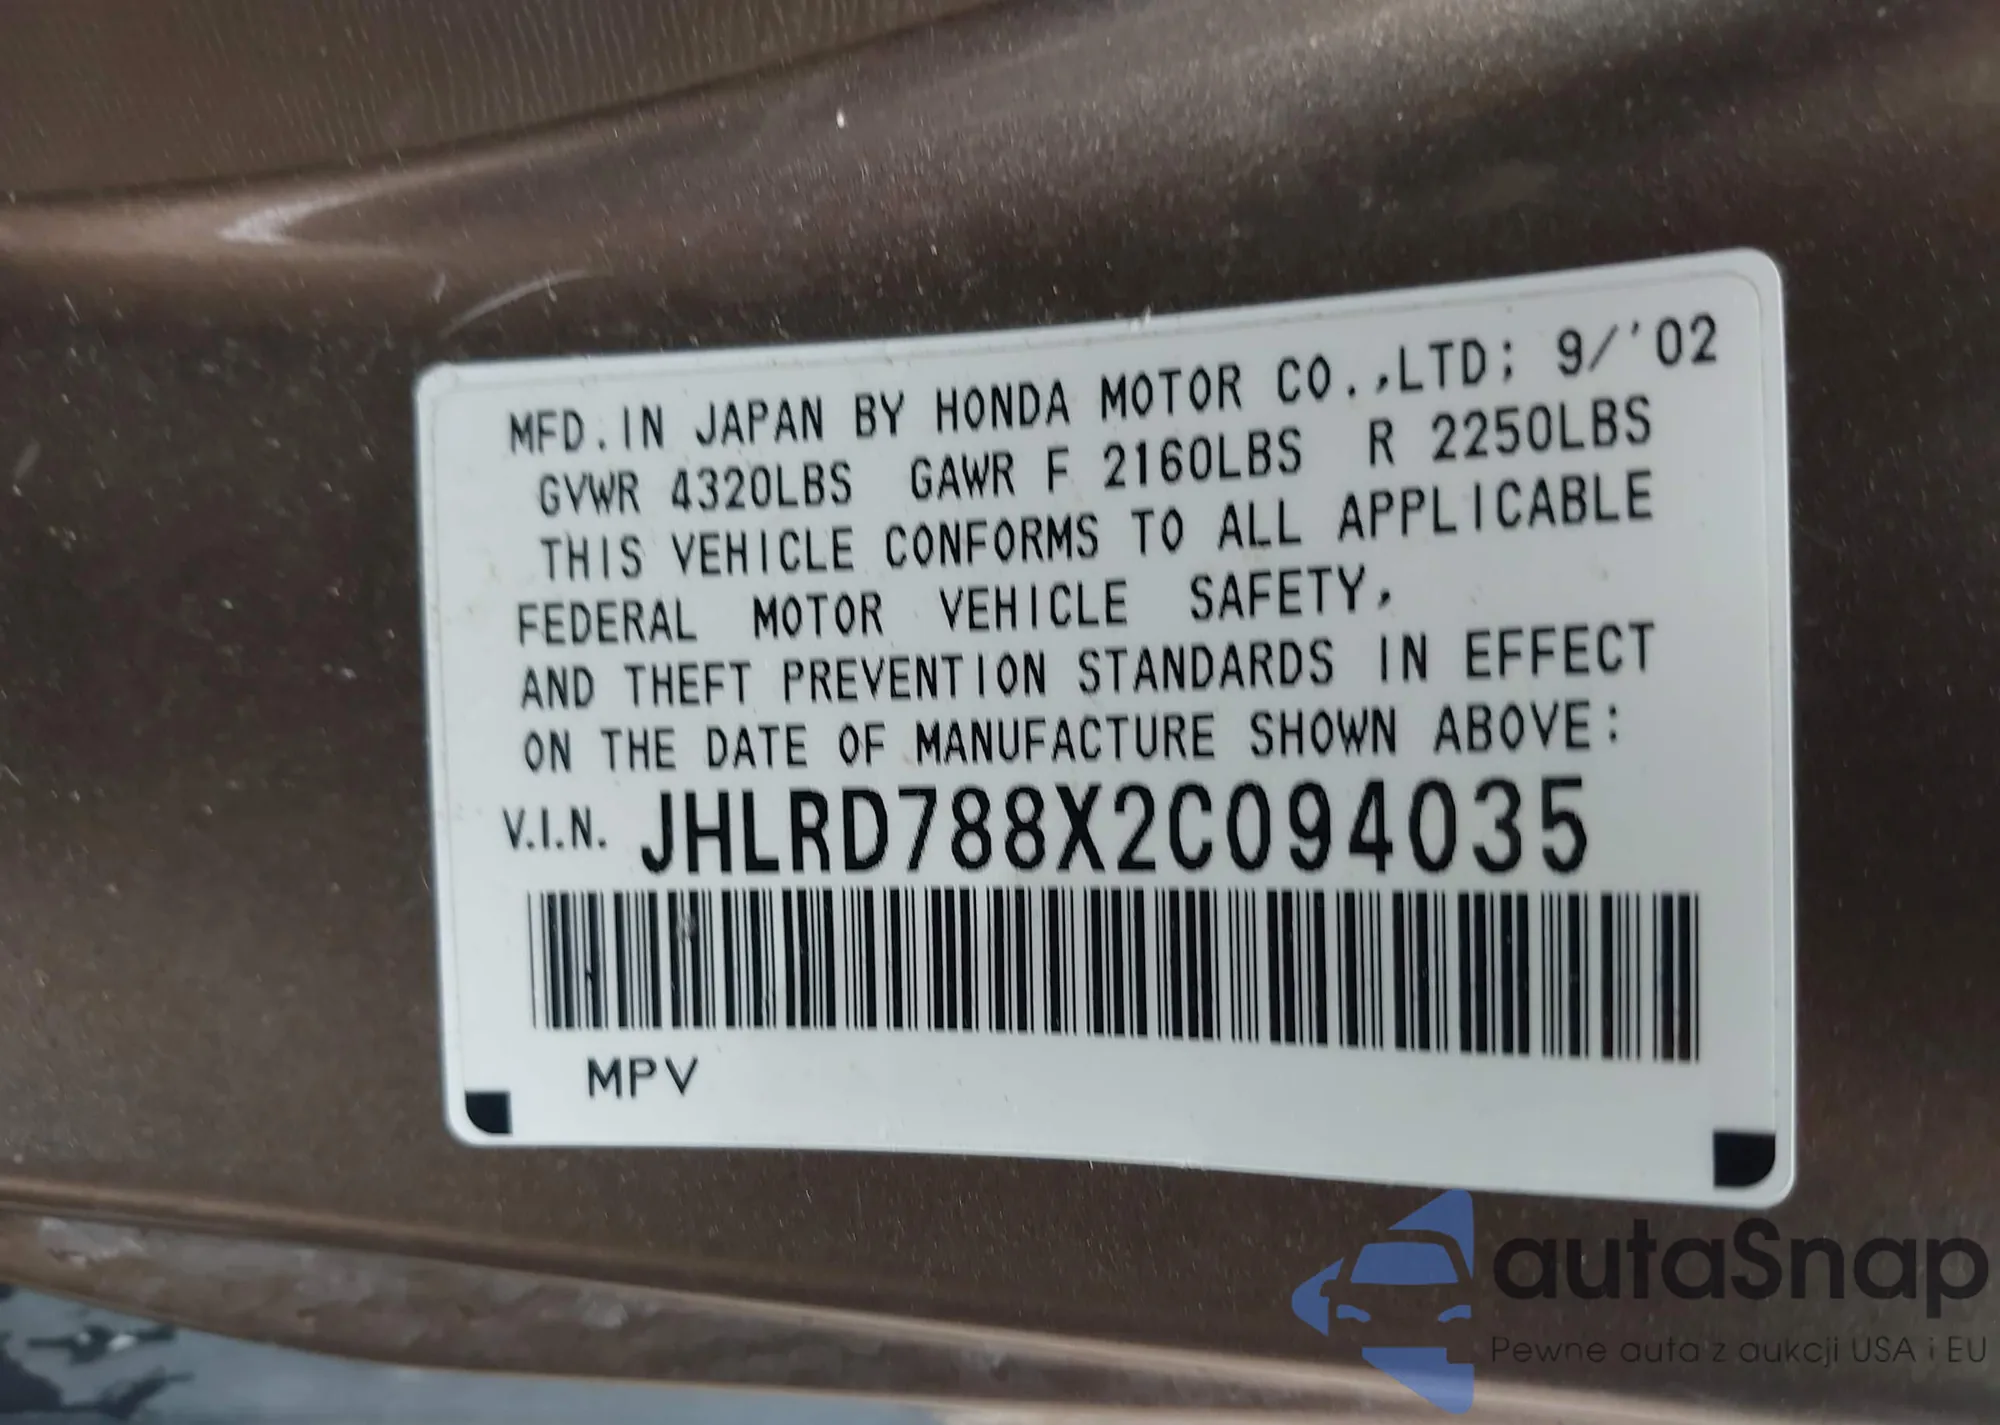 MFD.IN JAPAN BY HONDA MOTOR CO.,LTD; 9/'02
GVWR 4320LBS GAWR F 2160LBS R 2250LBS
THIS VEHICLE CONFORMS TO ALL APPLICABLE
FEDERAL MOTOR VEHICLE SAFETY,
AND THEFT PREVENTION STANDARDS IN EFFECT
ON THE DATE OF MANUFACTURE SHOWN ABOVE:
V.I.N. JHLRD788X2C094035
MPV
autaSnap
Pewne auta z aukcji USA i EU